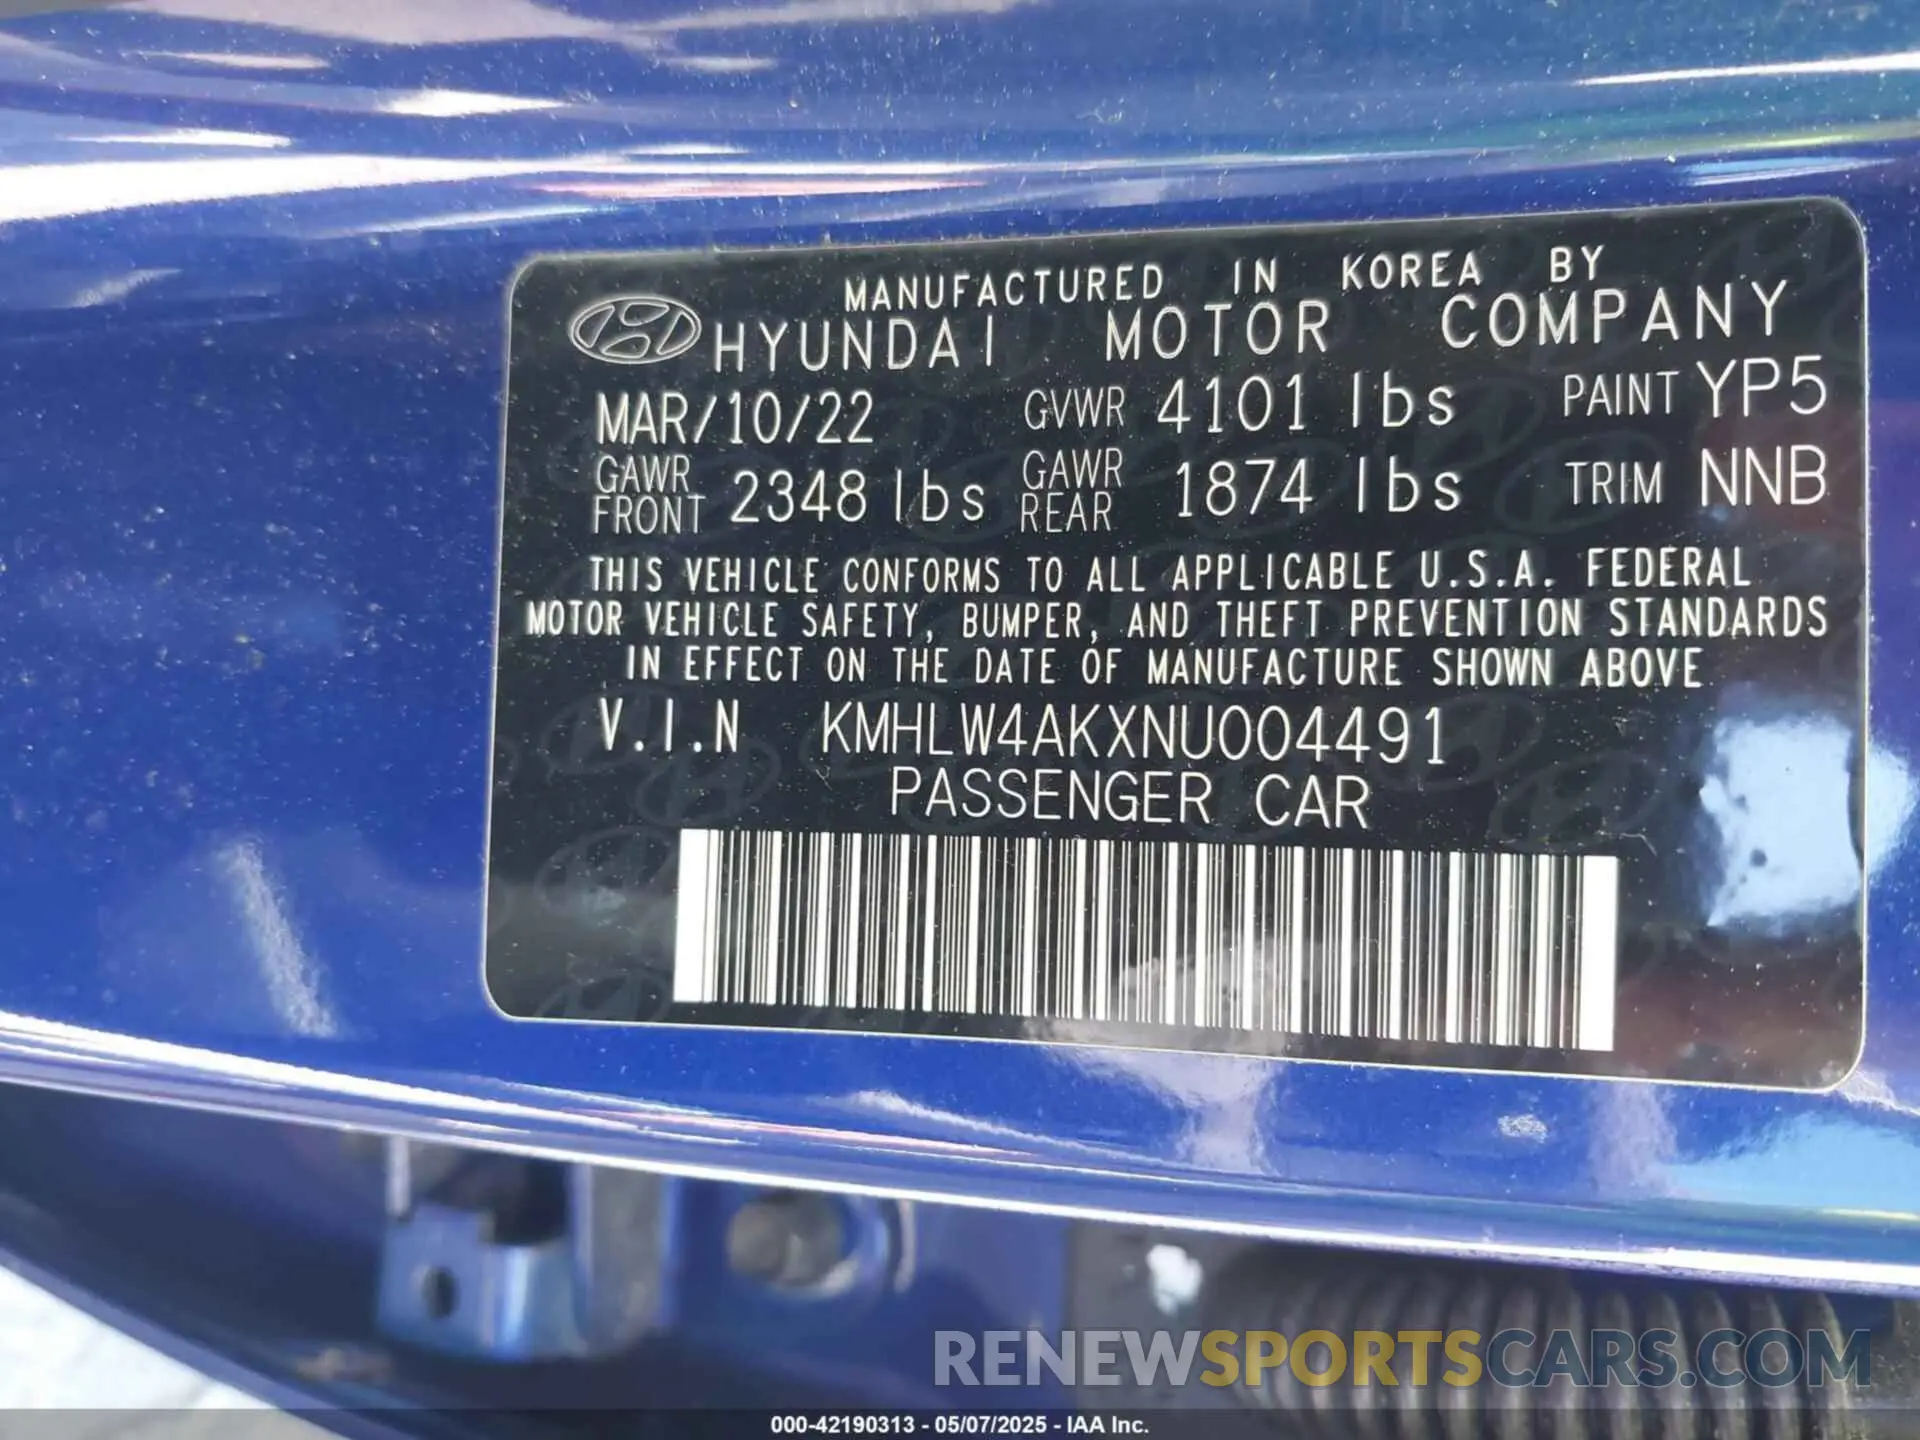 MANUFACTURED IN KOREA BY
HYUNDAI MOTOR COMPANY
MAR/10/22 GVWR 4101 lbs PAINT YP5
GAWR FRONT 2348 lbs GAWR REAR 1874 lbs TRIM NNB
THIS VEHICLE CONFORMS TO ALL APPLICABLE U.S.A. FEDERAL
MOTOR VEHICLE SAFETY, BUMPER, AND THEFT PREVENTION STANDARDS
IN EFFECT ON THE DATE OF MANUFACTURE SHOWN ABOVE
V.I.N KMHLW4AKXNU004491
PASSENGER CAR
RENEWSPORTSCARS.COM
000-42190313 - 05/07/2025 - IAA Inc.